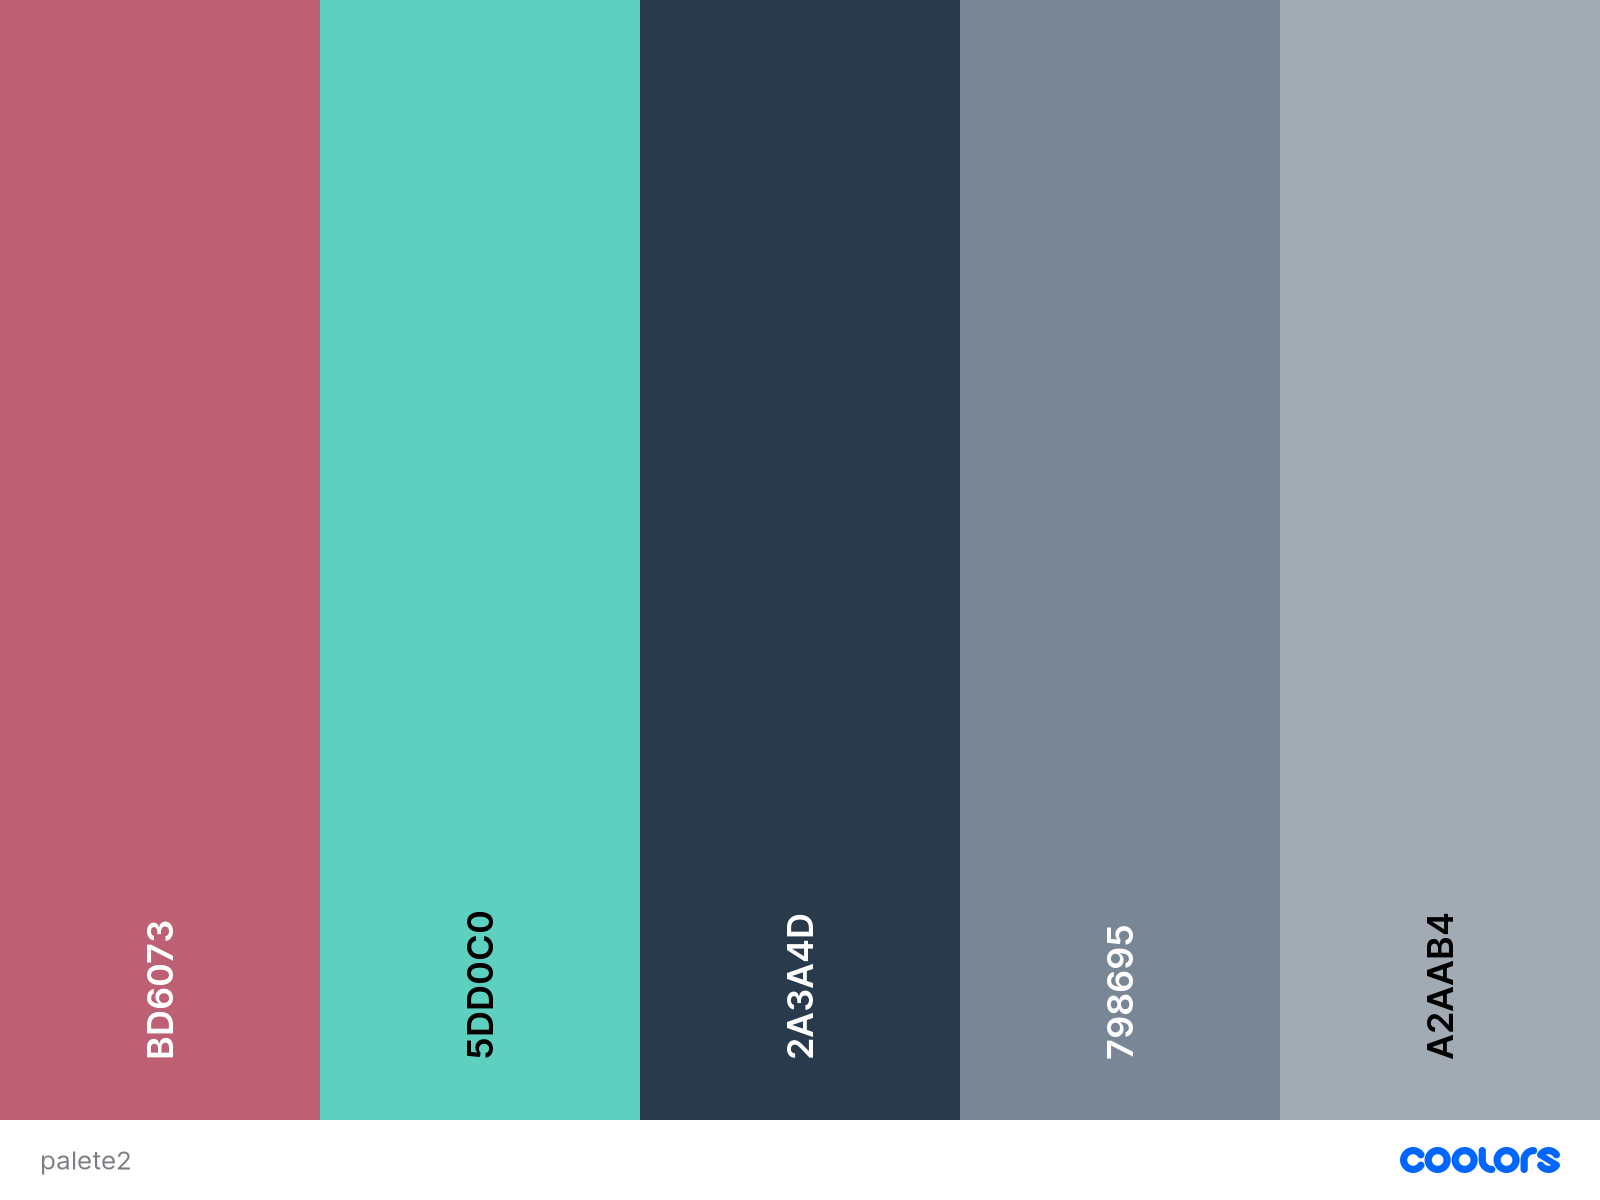 BD6073
5DD0C0
2A3A4D
798695
A2AAB4
palete2
coolors